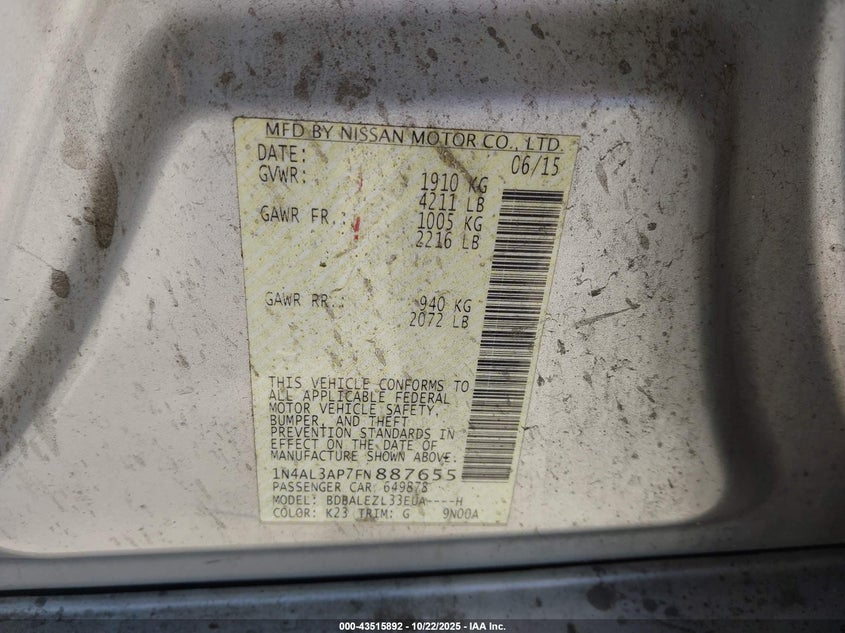 MFD BY NISSAN MOTOR CO., LTD.
DATE: 06/15
GVWR: 1910 KG
4211 LB
GAWR FR.: 1005 KG
2216 LB
GAWR RR.: 940 KG
2072 LB
THIS VEHICLE CONFORMS TO
ALL APPLICABLE FEDERAL
MOTOR VEHICLE SAFETY,
BUMPER, AND THEFT
PREVENTION STANDARDS IN
EFFECT ON THE DATE OF
MANUFACTURE SHOWN ABOVE.
1N4AL3AP7FN887655
PASSENGER CAR 649878
MODEL: BDBALEZL33EUA----H
COLOR: K23 TRIM: G 9N00A
000-43515892 - 10/22/2025 - IAA Inc.